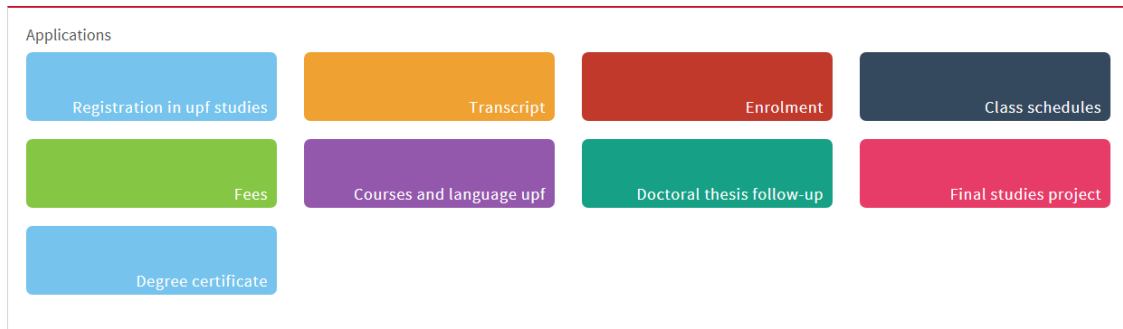 Applications
Registration in upf studies
Transcript
Enrolment
Class schedules
Fees
Courses and language upf
Doctoral thesis follow-up
Final studies project
Degree certificate